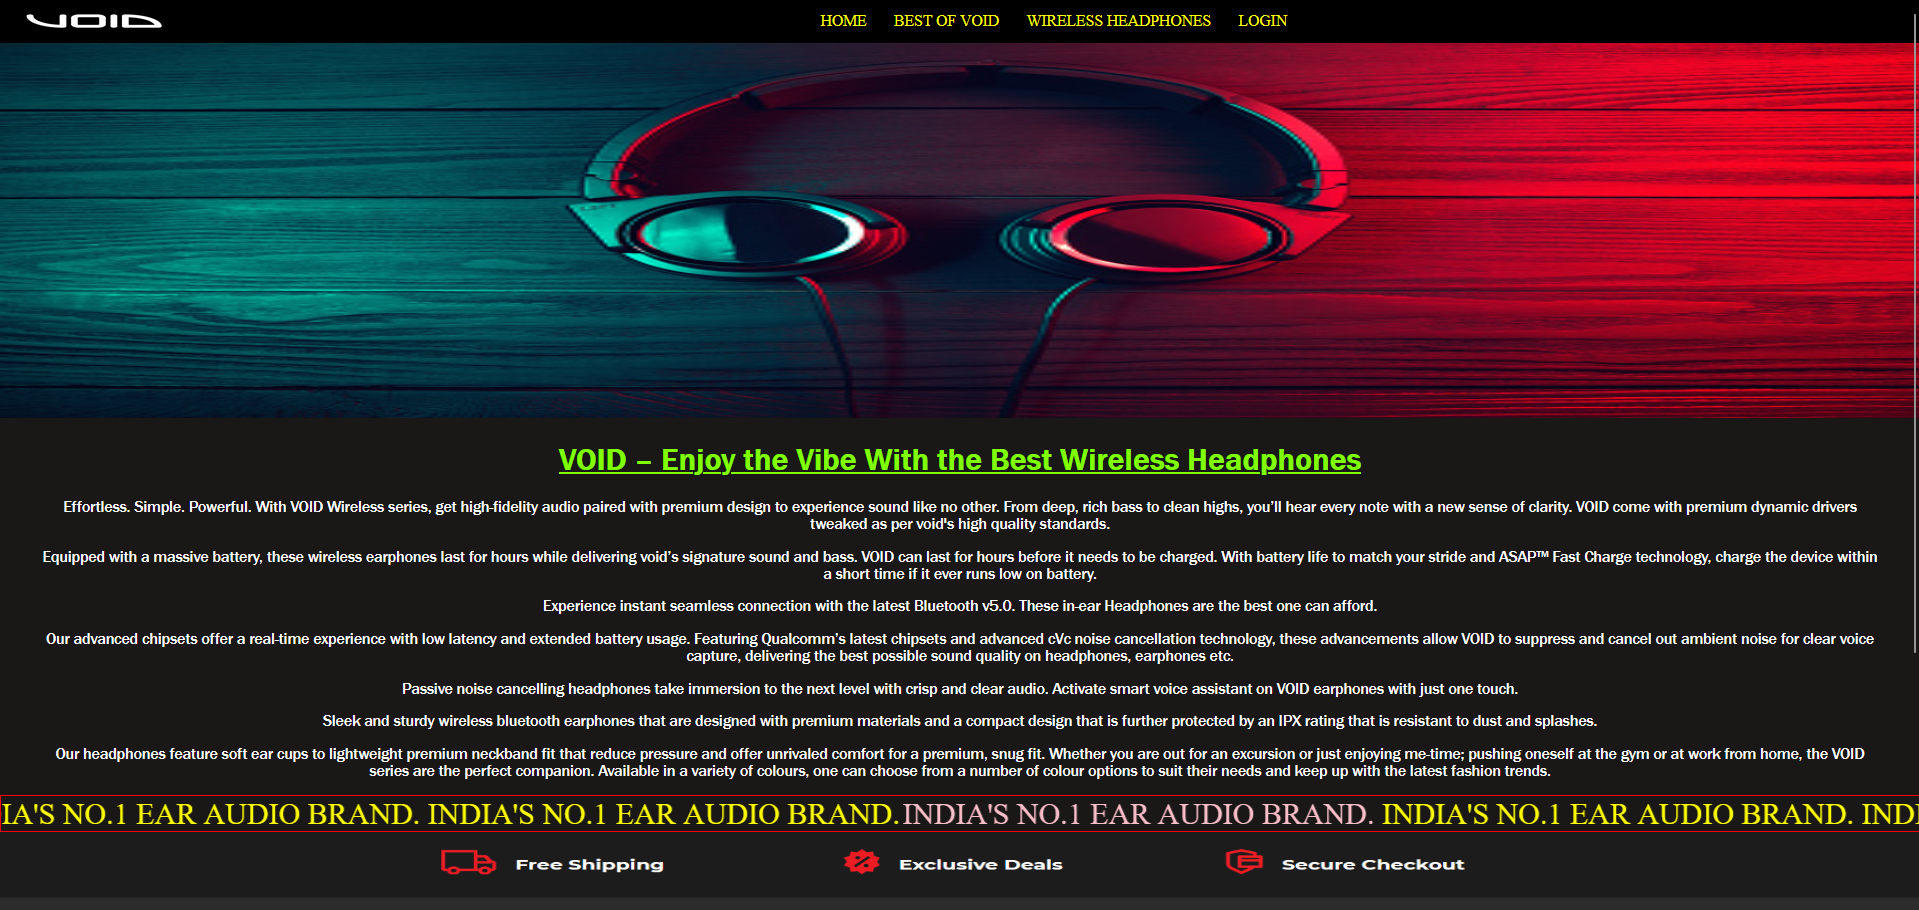 VOID
HOME BEST OF VOID WIRELESS HEADPHONES LOGIN
VOID – Enjoy the Vibe With the Best Wireless Headphones
Effortless. Simple. Powerful. With VOID Wireless series, get high-fidelity audio paired with premium design to experience sound like no other. From deep, rich bass to clean highs, you’ll hear every note with a new sense of clarity. VOID come with premium dynamic drivers
tweaked as per void's high quality standards.
Equipped with a massive battery, these wireless earphones last for hours while delivering void’s signature sound and bass. VOID can last for hours before it needs to be charged. With battery life to match your stride and ASAP™ Fast Charge technology, charge the device within
a short time if it ever runs low on battery.
Experience instant seamless connection with the latest Bluetooth v5.0. These in-ear Headphones are the best one can afford.
Our advanced chipsets offer a real-time experience with low latency and extended battery usage. Featuring Qualcomm’s latest chipsets and advanced cVc noise cancellation technology, these advancements allow VOID to suppress and cancel out ambient noise for clear voice
capture, delivering the best possible sound quality on headphones, earphones etc.
Passive noise cancelling headphones take immersion to the next level with crisp and clear audio. Activate smart voice assistant on VOID earphones with just one touch.
Sleek and sturdy wireless bluetooth earphones that are designed with premium materials and a compact design that is further protected by an IPX rating that is resistant to dust and splashes.
Our headphones feature soft ear cups to lightweight premium neckband fit that reduce pressure and offer unrivaled comfort for a premium, snug fit. Whether you are out for an excursion or just enjoying me-time; pushing oneself at the gym or at work from home, the VOID
series are the perfect companion. Available in a variety of colours, one can choose from a number of colour options to suit their needs and keep up with the latest fashion trends.
IA'S NO.1 EAR AUDIO BRAND. INDIA'S NO.1 EAR AUDIO BRAND. INDIA'S NO.1 EAR AUDIO BRAND. INDIA'S NO.1 EAR AUDIO BRAND. INDI
Free Shipping Exclusive Deals Secure Checkout